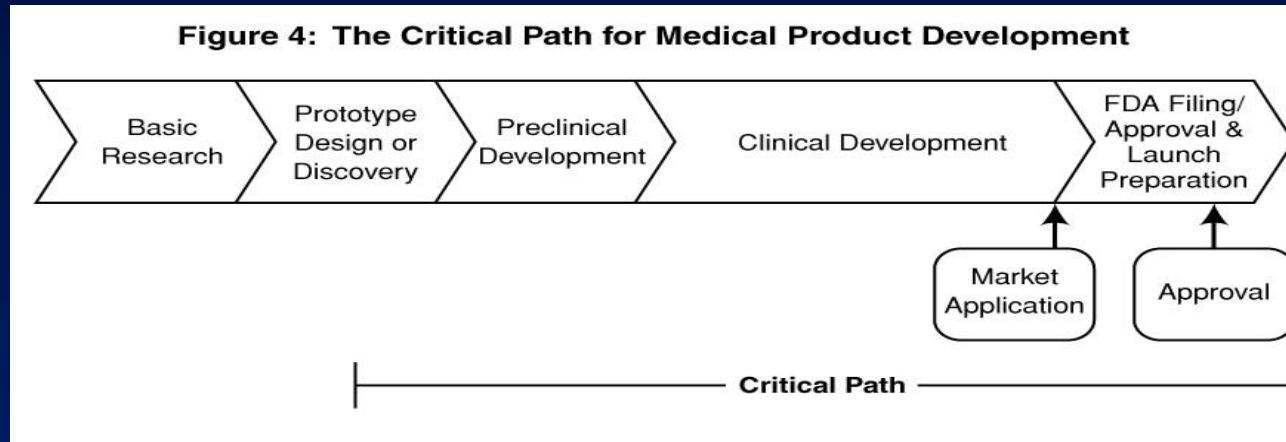 Figure 4: The Critical Path for Medical Product Development
Basic
Research
Prototype
Design or
Discovery
Preclinical
Development
Clinical Development
FDA Filing/
Approval &
Launch
Preparation
Market
Application
Approval
Critical Path